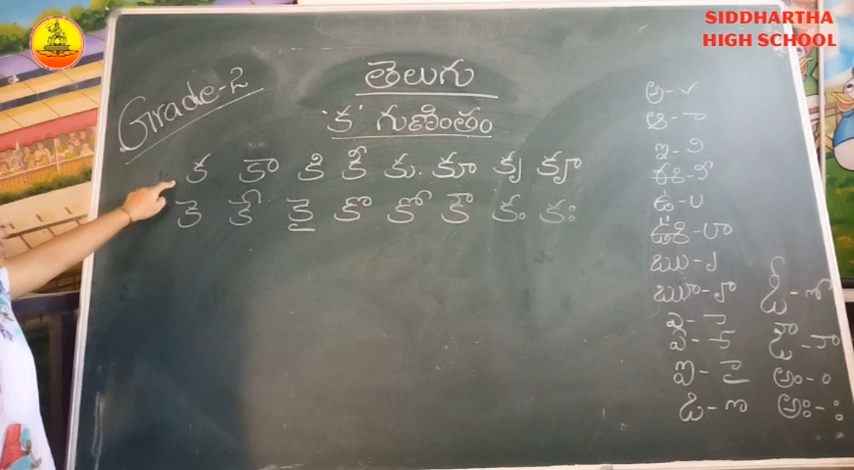 SIDDHARTHA
HIGH SCHOOL
Grade-2
తెలుగు
'క' గుణింతం
క కా కి కీ కు కూ కృ కౄ
కె కే కై కొ కో కౌ కం కః
అ - ✓
ఆ - ా
ఇ - ి
ఈ - ీ
ఉ - ు
ఊ - ూ
ఋ - ృ
ౠ - ౄ
ఎ - ె
ఏ - ే
ఐ - ై
ఒ - ొ
ఓ - ో
ఔ - ౌ
అం - ం
అః - ః